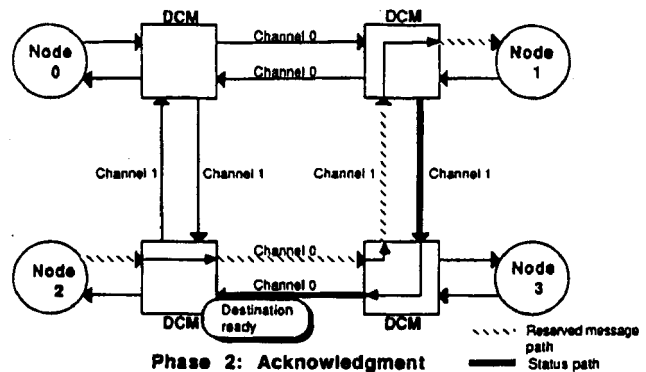 DCM
DCM
Node
0
Channel 0
Channel 0
Node
1
Channel 1
Channel 1
Channel 1
Channel 1
Node
2
Channel 0
Channel 0
Node
3
DCM
Destination
ready
DCM
Reserved message
path
Status path
Phase 2: Acknowledgment